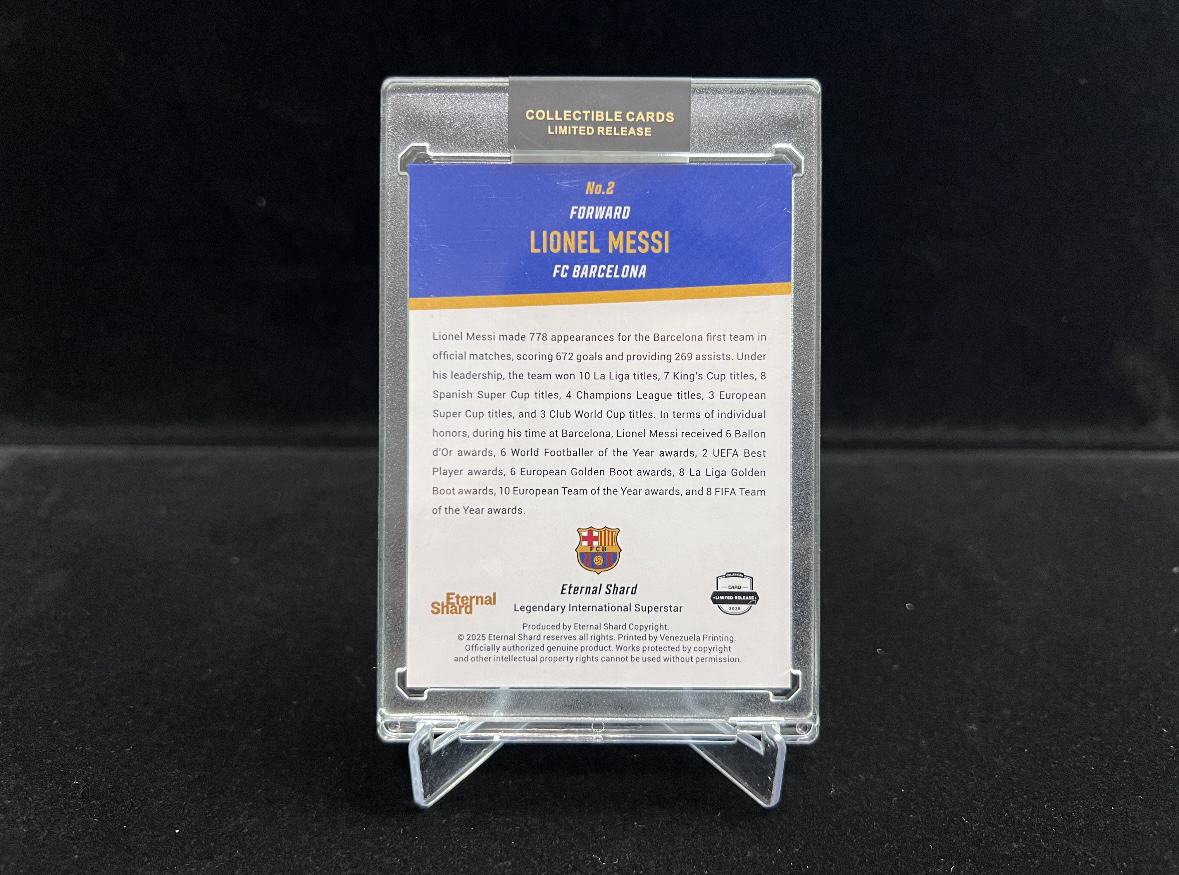 COLLECTIBLE CARDS
LIMITED RELEASE
No.2
FORWARD
LIONEL MESSI
FC BARCELONA
Lionel Messi made 778 appearances for the Barcelona first team in
official matches, scoring 672 goals and providing 269 assists. Under
his leadership, the team won 10 La Liga titles, 7 King's Cup titles, 8
Spanish Super Cup titles, 4 Champions League titles, 3 European
Super Cup titles, and 3 Club World Cup titles. In terms of individual
honors, during his time at Barcelona, Lionel Messi received 6 Ballon
d'Or awards, 6 World Footballer of the Year awards, 2 UEFA Best
Player awards, 6 European Golden Boot awards, 8 La Liga Golden
Boot awards, 10 European Team of the Year awards, and 8 FIFA Team
of the Year awards.
FCB
Eternal Shard
Legendary International Superstar
Eternal
Shard
CARD
LIMITED RELEASE
Produced by Eternal Shard Copyright.
© 2025 Eternal Shard reserves all rights. Printed by Venezuela Printing.
Officially authorized genuine product. Works protected by copyright
and other intellectual property rights cannot be used without permission.